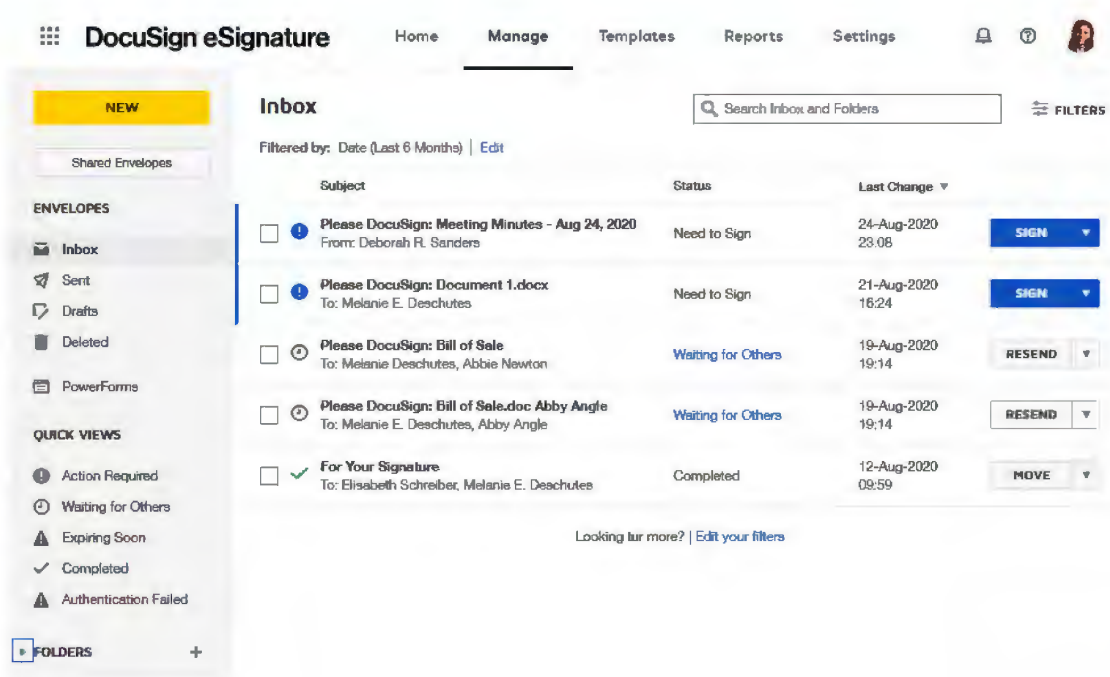 DocuSign eSignature Home Manage Templates Reports Settings
NEW
Shared Envelopes
ENVELOPES
Inbox
Sent
Drafts
Deleted
PowerForms
QUICK VIEWS
Action Required
Waiting for Others
Expiring Soon
Completed
Authentication Failed
FOLDERS +
Inbox
Search Inbox and Folders
FILTERS
Filtered by: Date (Last 6 Months) | Edit
Subject Status Last Change
Please DocuSign: Meeting Minutes - Aug 24, 2020
From: Deborah R. Sanders
Need to Sign
24-Aug-2020
23:08
SIGN
Please DocuSign: Document 1.docx
To: Melanie E. Deschutes
Need to Sign
21-Aug-2020
16:24
SIGN
Please DocuSign: Bill of Sale
To: Melanie Deschutes, Abbie Newton
Waiting for Others
19-Aug-2020
19:14
RESEND
Please DocuSign: Bill of Sale.doc Abby Angle
To: Melanie E. Deschutes, Abby Angle
Waiting for Others
19-Aug-2020
19:14
RESEND
For Your Signature
To: Elisabeth Schreiber, Melanie E. Deschutes
Completed
12-Aug-2020
09:59
MOVE
Looking tur more? | Edit your filters